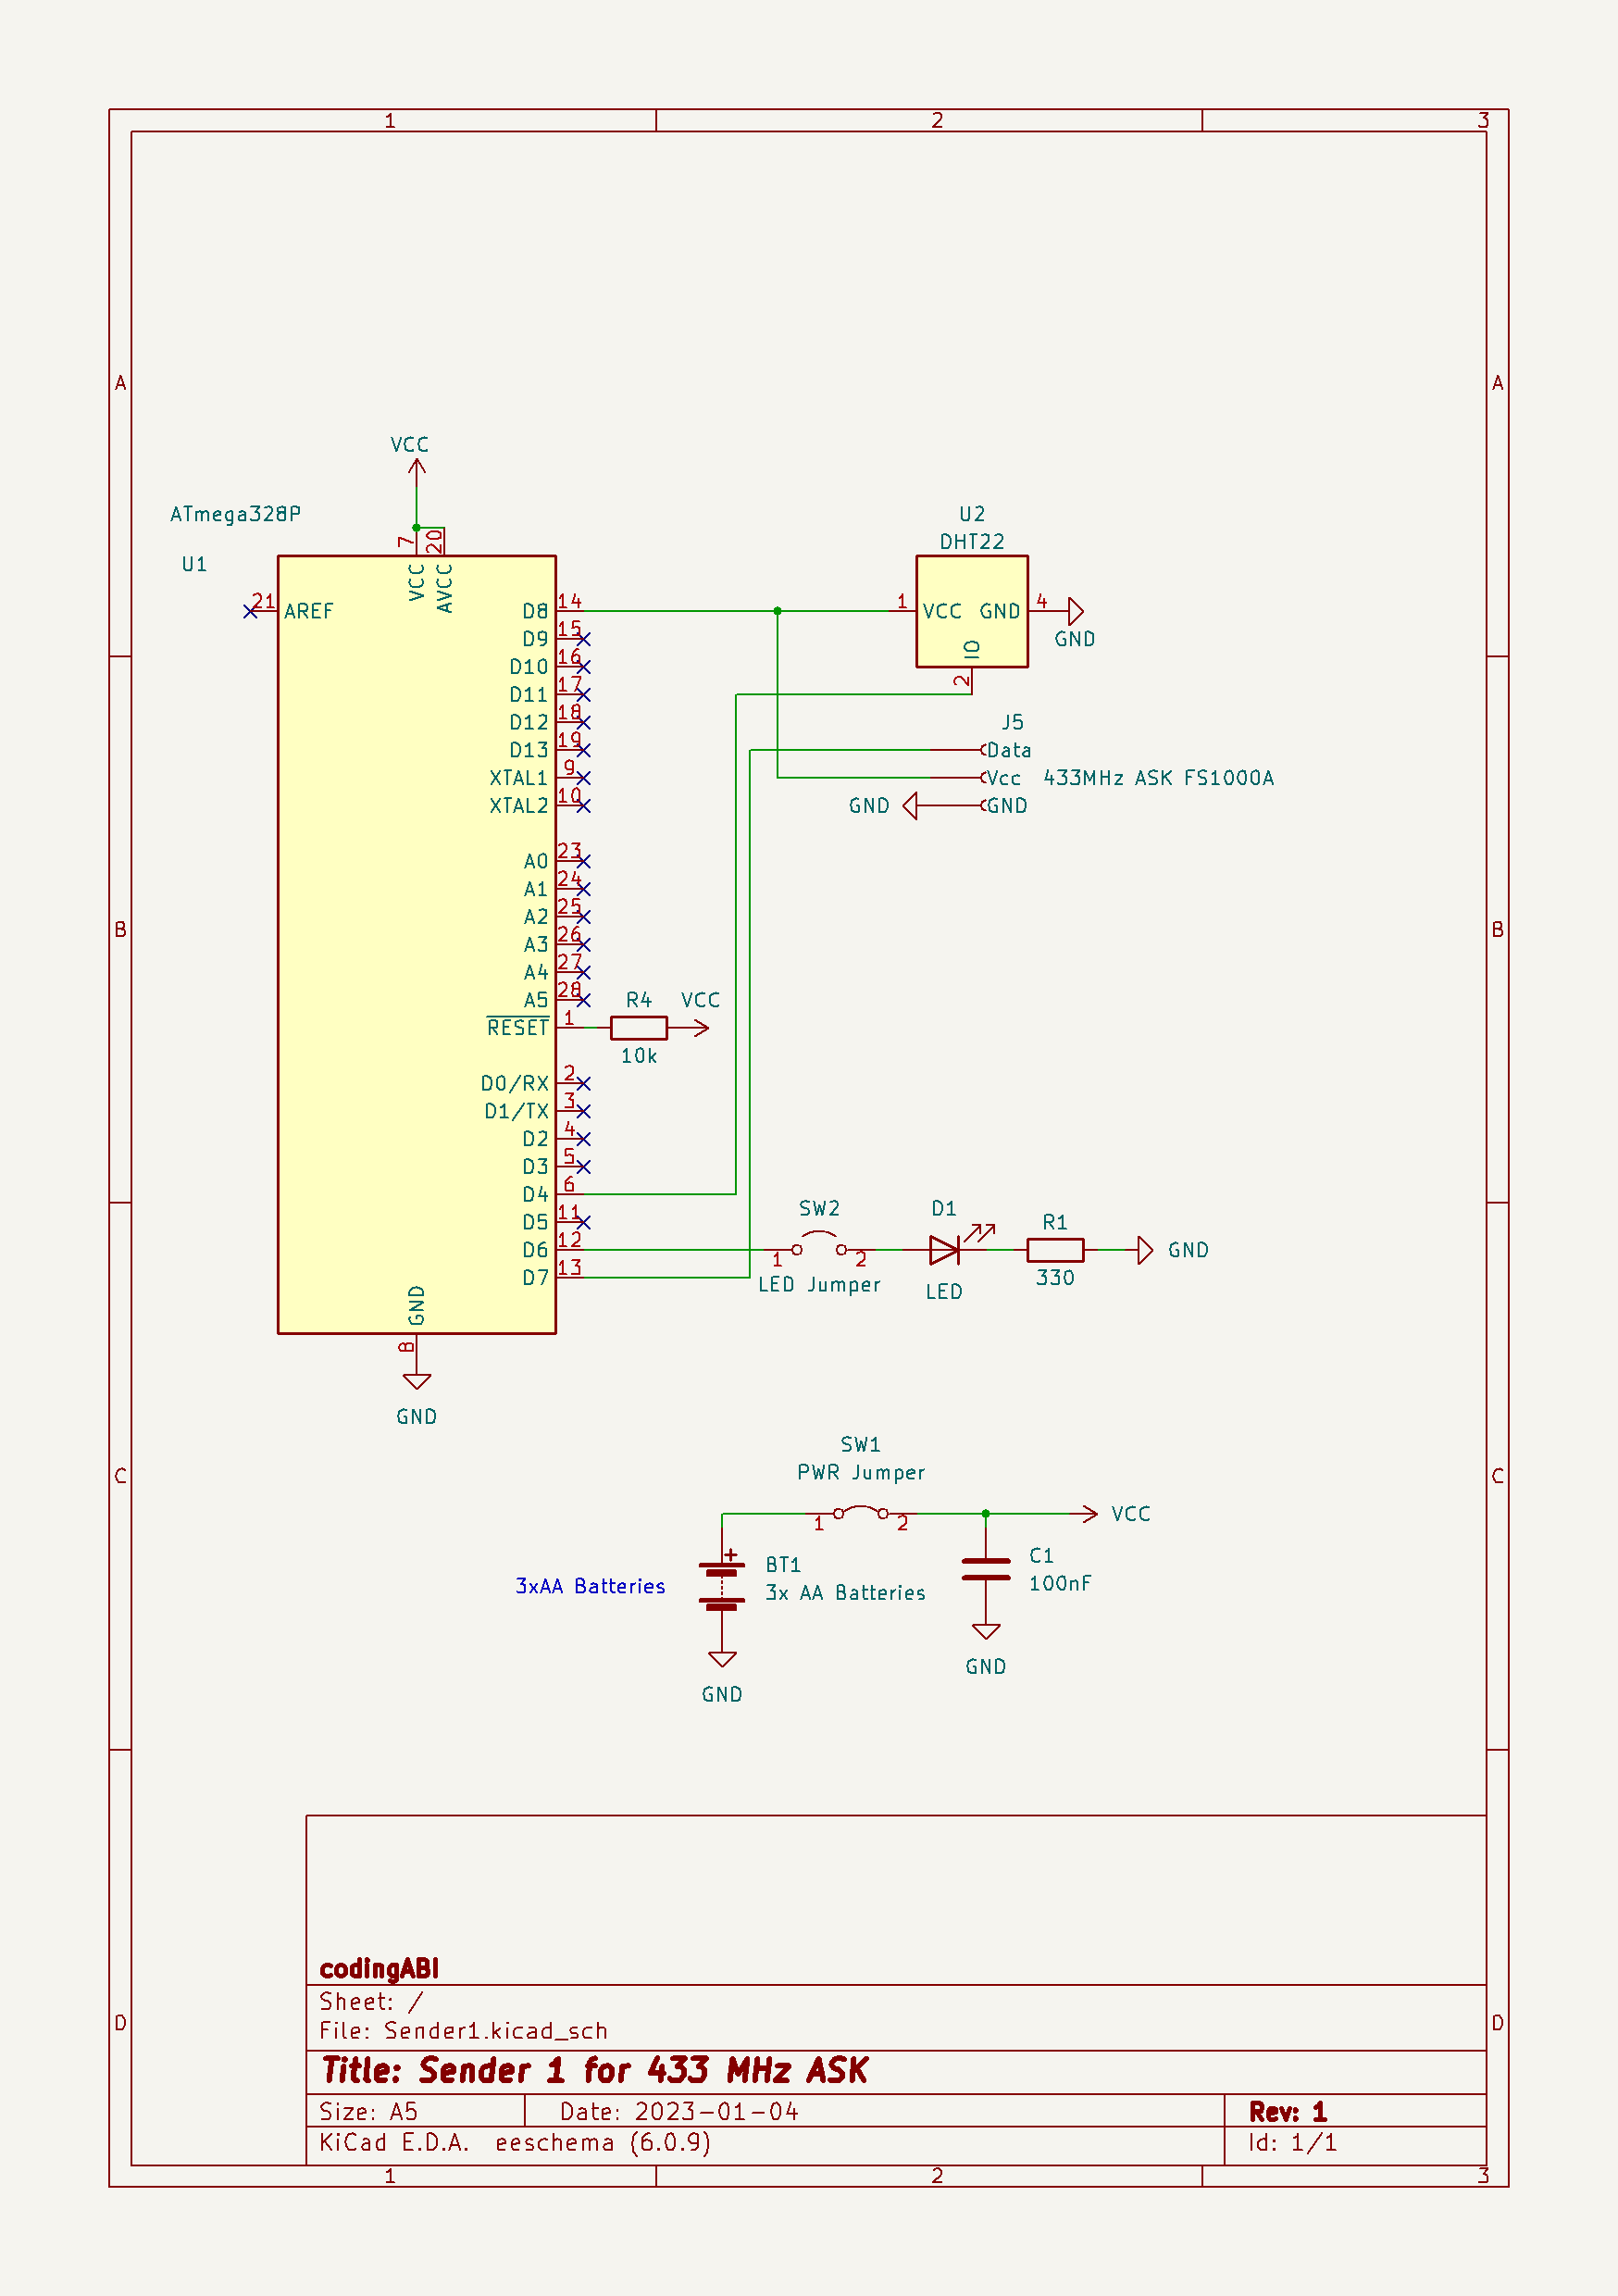 1 2 3
A A
VCC
ATmega328P
U1
7
20
VCC
AVCC
21
AREF
D8 14
D9 15
D10 16
D11 17
D12 18
D13 19
XTAL1 9
XTAL2 10
A0 23
A1 24
A2 25
A3 26
A4 27
A5 28
RESET 1
D0/RX 2
D1/TX 3
D2 4
D3 5
D4 6
D5 11
D6 12
D7 13
GND
8
GND
U2
DHT22
1 VCC GND 4
GND
IO
2
J5
Data
Vcc 433MHz ASK FS1000A
GND GND
B B
R4 VCC
10k
SW2 D1 R1
1 2 GND
LED Jumper LED 330
SW1
PWR Jumper
C C
1 2 VCC
+
3xAA Batteries
BT1
3x AA Batteries
C1
100nF
GND
GND
codingABI
Sheet: /
File: Sender1.kicad_sch
D D
Title: Sender 1 for 433 MHz ASK
Size: A5 Date: 2023-01-04 Rev: 1
KiCad E.D.A. eeschema (6.0.9) Id: 1/1
1 2 3